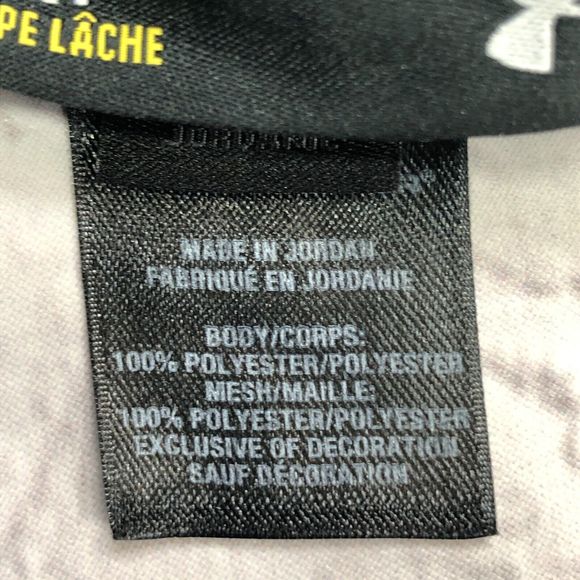 PE LÂCHE
JORDANIE
MADE IN JORDAN
FABRIQUÉ EN JORDANIE
BODY/CORPS:
100% POLYESTER/POLYESTER
MESH/MAILLE:
100% POLYESTER/POLYESTER
EXCLUSIVE OF DECORATION
SAUF DÉCORATION